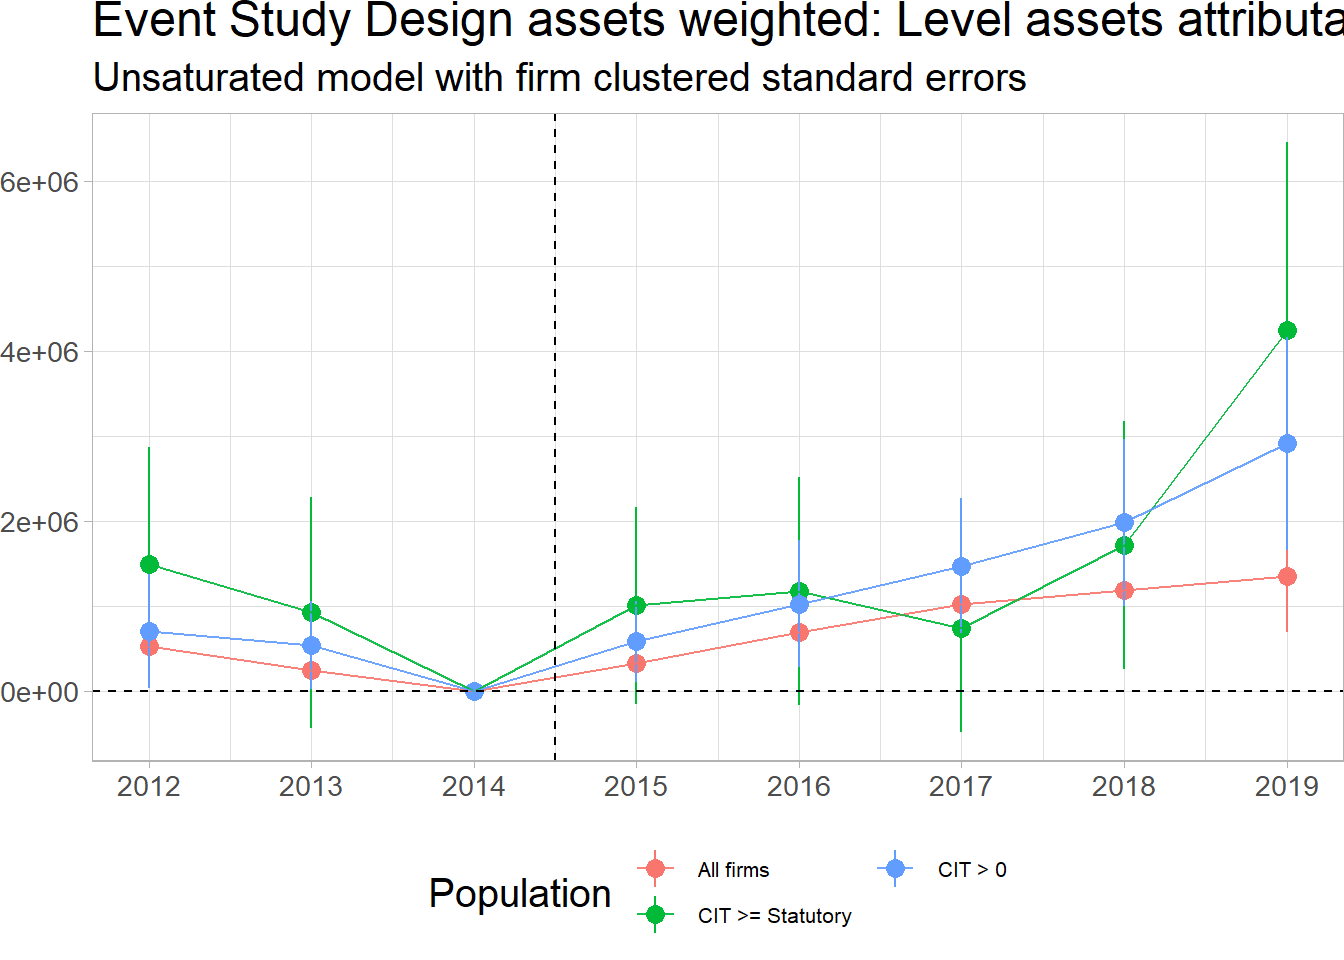 Event Study Design assets weighted: Level assets
Unsaturated model with firm clustered standard errors
6e+06
4e+06
2e+06
0e+00
2012 2013 2014 2015 2016 2017 2018 2019
Population
All firms
CIT > 0
CIT >= Statutory